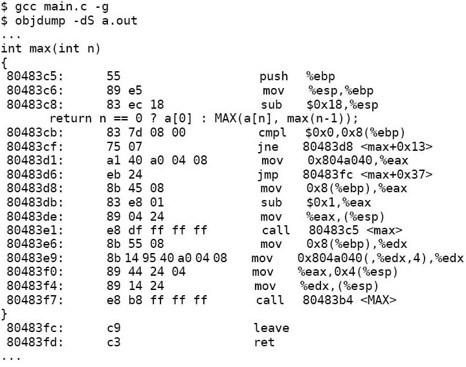 $ gcc main.c -g
$ objdump -dS a.out
...
int max(int n)
{
80483c5: 55 push %ebp
80483c6: 89 e5 mov %esp,%ebp
80483c8: 83 ec 18 sub $0x18,%esp
return n == 0 ? a[0] : MAX(a[n], max(n-1));
80483cb: 83 7d 08 00 cmpl $0x0,0x8(%ebp)
80483cf: 75 07 jne 80483d8 <max+0x13>
80483d1: a1 40 a0 04 08 mov 0x804a040,%eax
80483d6: eb 24 jmp 80483fc <max+0x37>
80483d8: 8b 45 08 mov 0x8(%ebp),%eax
80483db: 83 e8 01 sub $0x1,%eax
80483de: 89 04 24 mov %eax,(%esp)
80483e1: e8 df ff ff ff call 80483c5 <max>
80483e6: 8b 55 08 mov 0x8(%ebp),%edx
80483e9: 8b 14 95 40 a0 04 08 mov 0x804a040(,%edx,4),%edx
80483f0: 89 44 24 04 mov %eax,0x4(%esp)
80483f4: 89 14 24 mov %edx,(%esp)
80483f7: e8 b8 ff ff ff call 80483b4 <MAX>
}
80483fc: c9 leave
80483fd: c3 ret
...